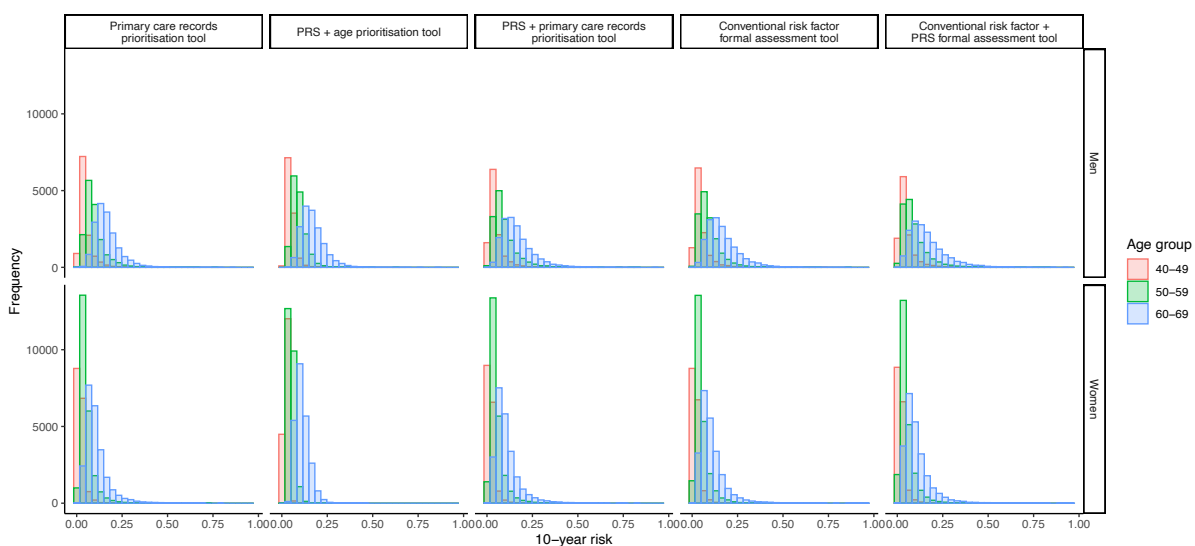 Primary care records
prioritisation tool
PRS + age prioritisation tool
PRS + primary care records
prioritisation tool
Conventional risk factor
formal assessment tool
Conventional risk factor +
PRS formal assessment tool
10000
5000
0
Men
Frequency
10000
5000
0
Women
0.00 0.25 0.50 0.75 1.00
0.00 0.25 0.50 0.75 1.00
0.00 0.25 0.50 0.75 1.00
0.00 0.25 0.50 0.75 1.00
0.00 0.25 0.50 0.75 1.00
10−year risk
Age group
40−49
50−59
60−69